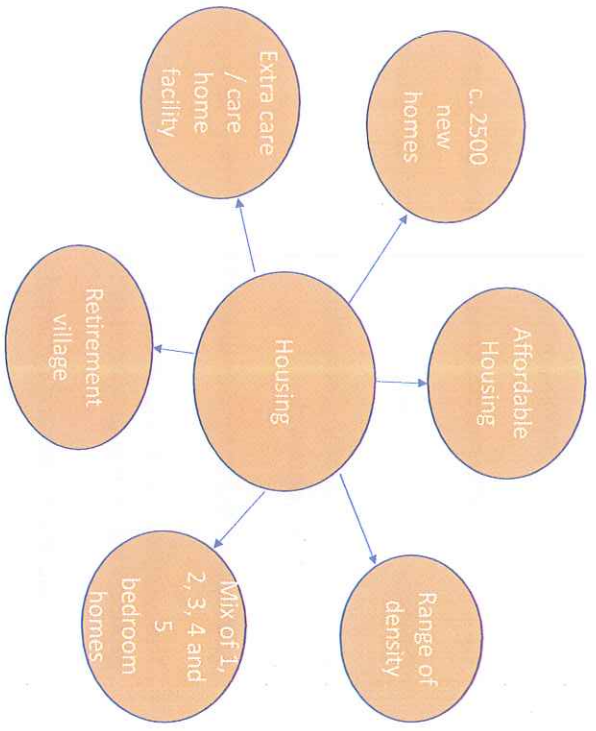 c. 2500
new
homes
Affordable
Housing
Range of
density
Housing
Extra care
/ care
home
facility
Retirement
village
Mix of 1,
2, 3, 4 and
5
bedroom
homes